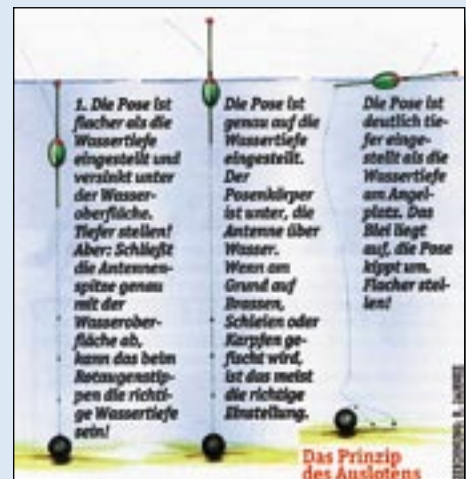 1. Die Pose ist
flacher als die
Wassertiefe
eingestellt und
versinkt unter
der Wasser-
oberfläche.
Tiefer stellen!
Aber: Schließt
die Antennen-
spitze genau
mit der
Wasserober-
fläche ab,
kann das beim
Rotaugenstip-
pen die richti-
ge Wassertiefe
sein!
Die Pose ist
genau auf die
Wassertiefe
eingestellt.
Der
Posenkörper
ist unter, die
Antenne über
Wasser.
Wenn am
Grund auf
Brassen,
Schleien oder
Karpfen ge-
fischt wird,
ist das meist
die richtige
Einstellung.
Die Pose ist
deutlich tie-
fer einge-
stellt als die
Wassertiefe
am Angel-
platz. Das
Blei liegt
auf, die Pose
kippt um.
Flacher stel-
len!
Das Prinzip
des Auslotens